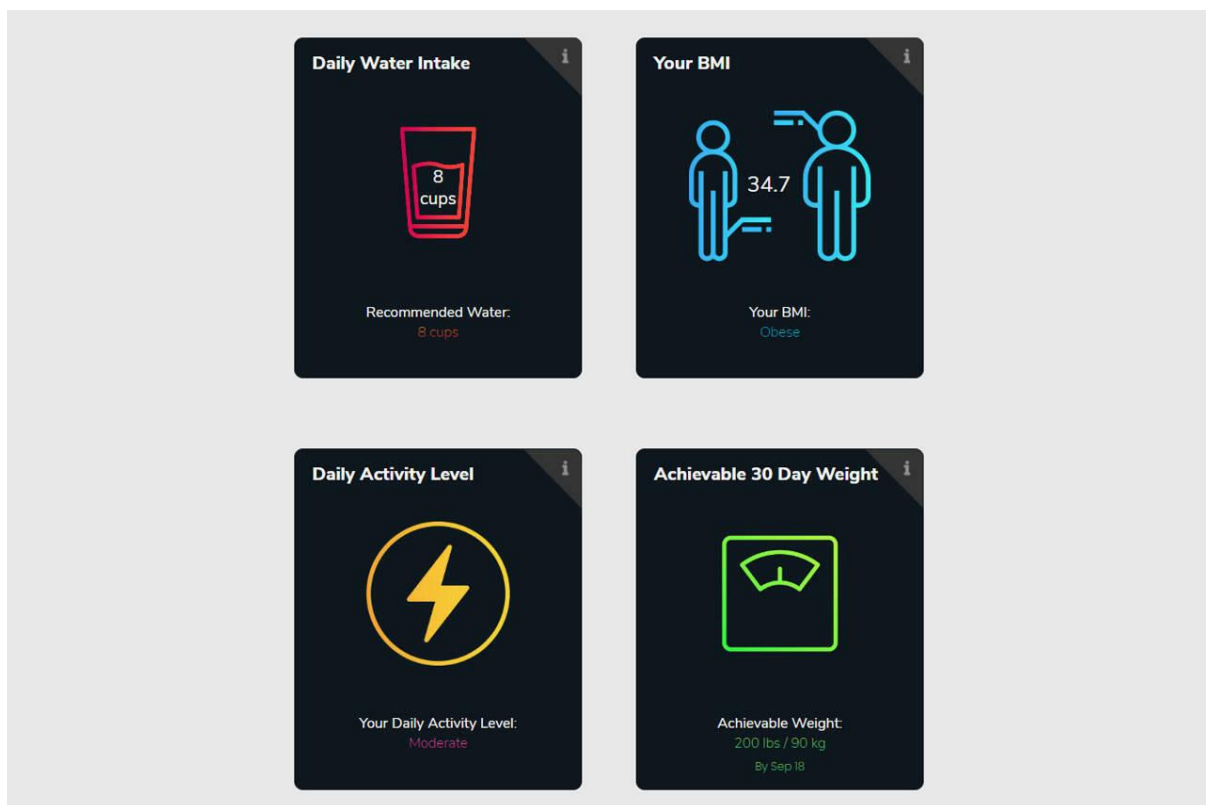 Daily Water Intake
i
8
cups
Recommended Water:
8 cups
Your BMI
i
34.7
Your BMI:
Obese
Daily Activity Level
i
Your Daily Activity Level:
Moderate
Achievable 30 Day Weight
i
Achievable Weight:
200 lbs / 90 kg
By Sep 18